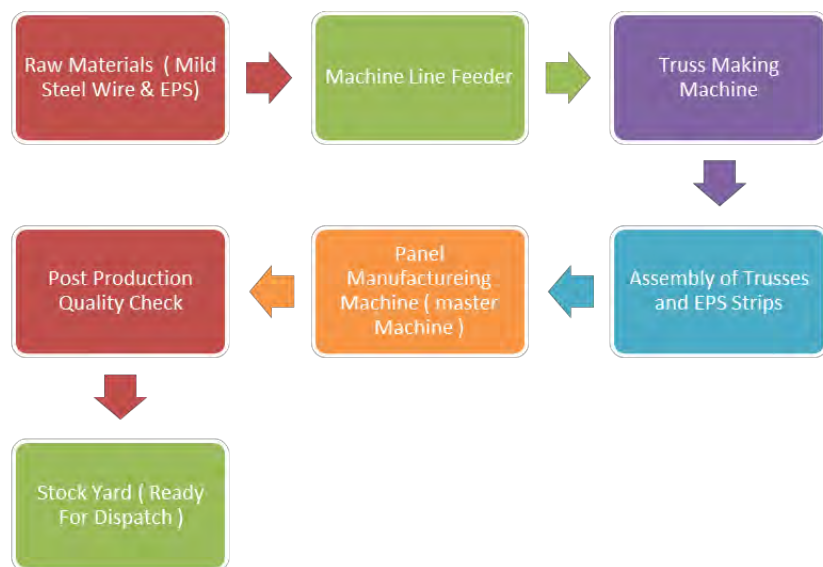 Raw Materials ( Mild
Steel Wire & EPS)
Machine Line Feeder
Truss Making
Machine
Assembly of Trusses
and EPS Strips
Panel
Manufactureing
Machine ( master
Machine )
Post Production
Quality Check
Stock Yard ( Ready
For Dispatch )